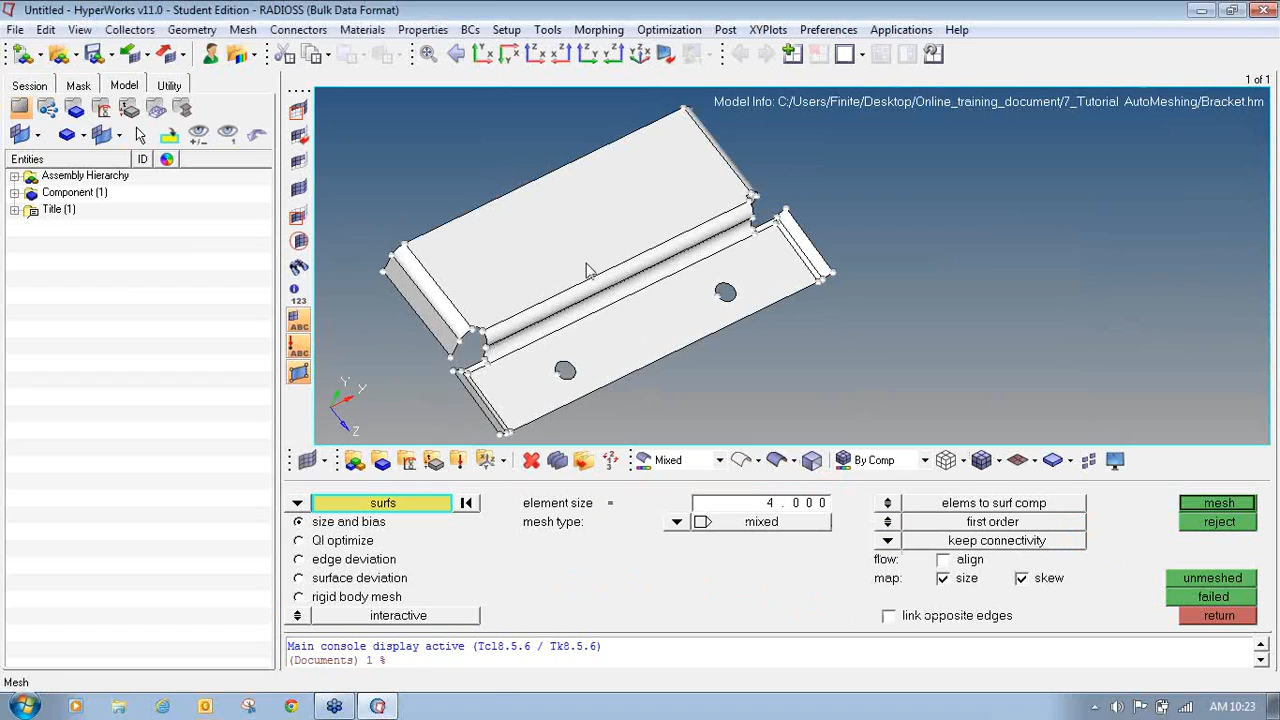 Untitled - HyperWorks v11.0 - Student Edition - RADIOSS (Bulk Data Format)
File Edit View Collectors Geometry Mesh Connectors Materials Properties BCs Setup Tools Morphing Optimization Post XYPlots Preferences Applications Help
1 of 1
Session Mask Model Utility
Model Info: C:/Users/Finite/Desktop/Online_training_document/7_Tutorial AutoMeshing/Bracket.hm
Entities ID
Assembly Hierarchy
Component (1)
Title (1)
123
ABC
ABC
Y
X
Z
Mixed
By Comp
surfs
element size = 4.000
elems to surf comp
mesh
size and bias
mesh type: mixed
first order
reject
QI optimize
keep connectivity
edge deviation
flow: align
surface deviation
map: size skew
unmeshed
rigid body mesh
failed
interactive
link opposite edges
return
Main console display active (Tcl8.5.6 / Tk8.5.6)
(Documents) 1 %
Mesh
AM 10:23